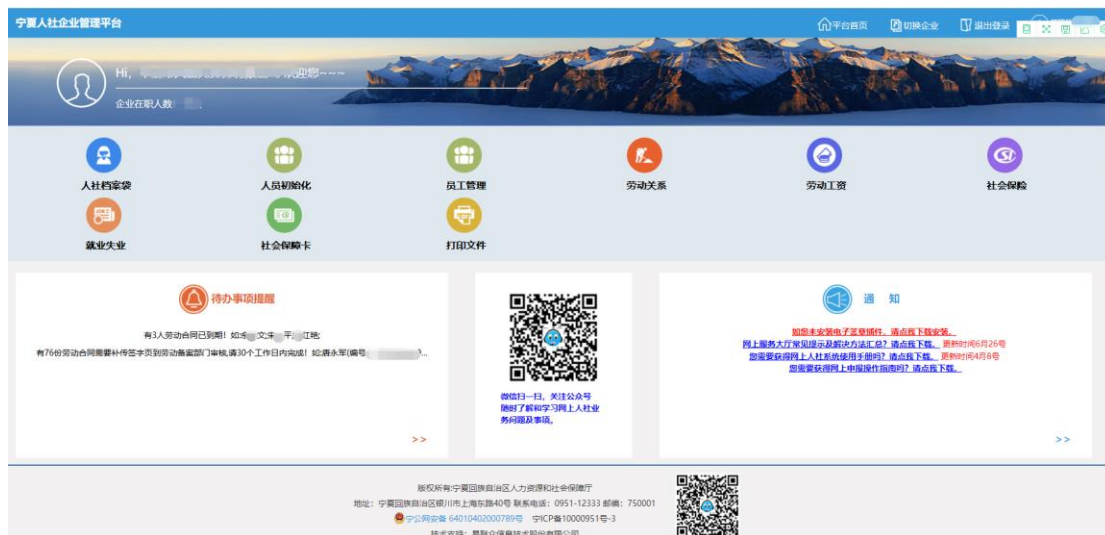 宁夏人社企业管理平台
平台首页 切换企业 退出登录
Hi, 欢迎您~~~
企业在职人数
人社档案袋 人员初始化 员工管理 劳动关系 劳动工资 社会保险
就业失业 社会保障卡 打印文件
待办事项提醒
有3人劳动合同已到期! 如:
有76份劳动合同需要补传签字页到劳动备案部门审核,请30个工作日内完成! 如:唐永军(编号: )...
>>
微信扫一扫，关注公众号
随时了解和学习网上人社业
务问题及事项。
通 知
如您未安装电子签章插件，请点我下载安装。
网上服务大厅常见提示及解决方法汇总? 请点我下载。 更新时间6月26号
您需要获得网上人社系统使用手册吗? 请点我下载。 更新时间4月8号
您需要获得网上申报操作指南吗? 请点我下载。
>>
版权所有:宁夏回族自治区人力资源和社会保障厅
地址: 宁夏回族自治区银川市上海东路40号 联系电话: 0951-12333 邮编: 750001
宁公网安备 64010402000789号 宁ICP备10000951号-3
技术支持: 易联众信息技术股份有限公司